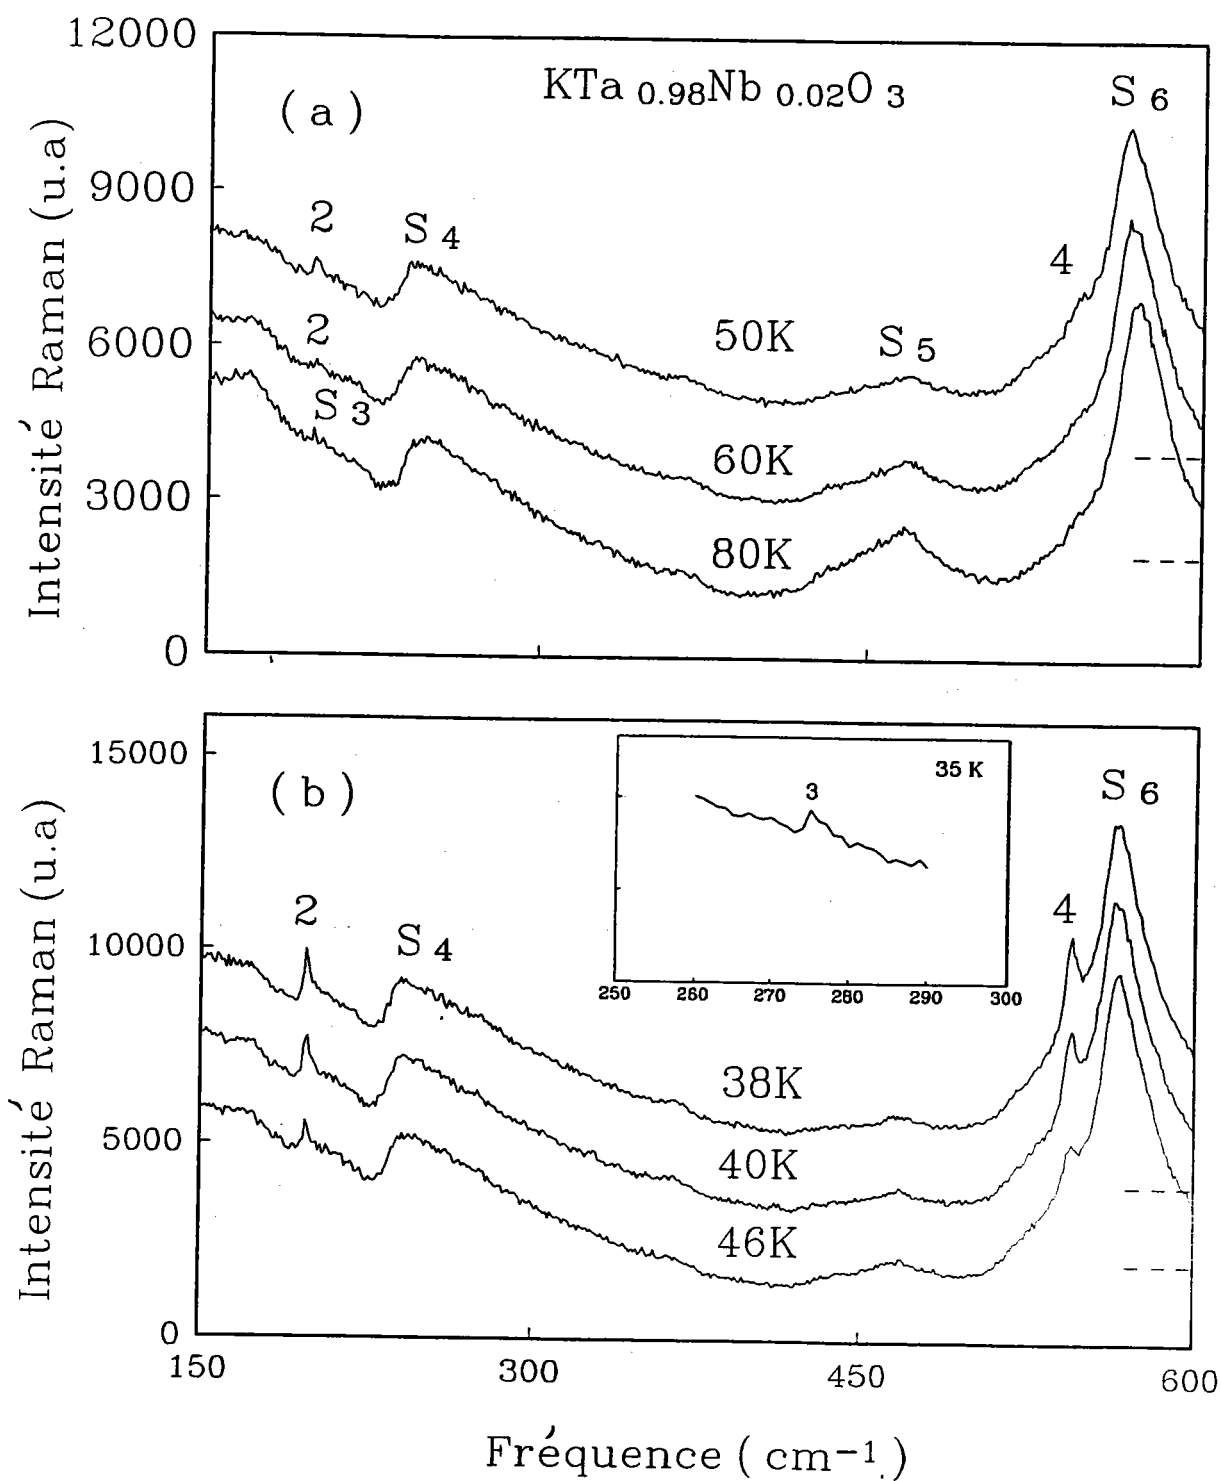 12000
(a)
KTa 0.98Nb 0.02O 3
S 6
9000
2
S 4
4
2
50K
S 5
6000
S 3
60K
3000
80K
0
Intensité Raman (u.a)
15000
(b)
35 K
3
S 6
2
S 4
4
10000
250 260 270 280 290 300
38K
5000
40K
46K
0
150 300 450 600
Intensité Raman (u.a)
Fréquence (cm-1)